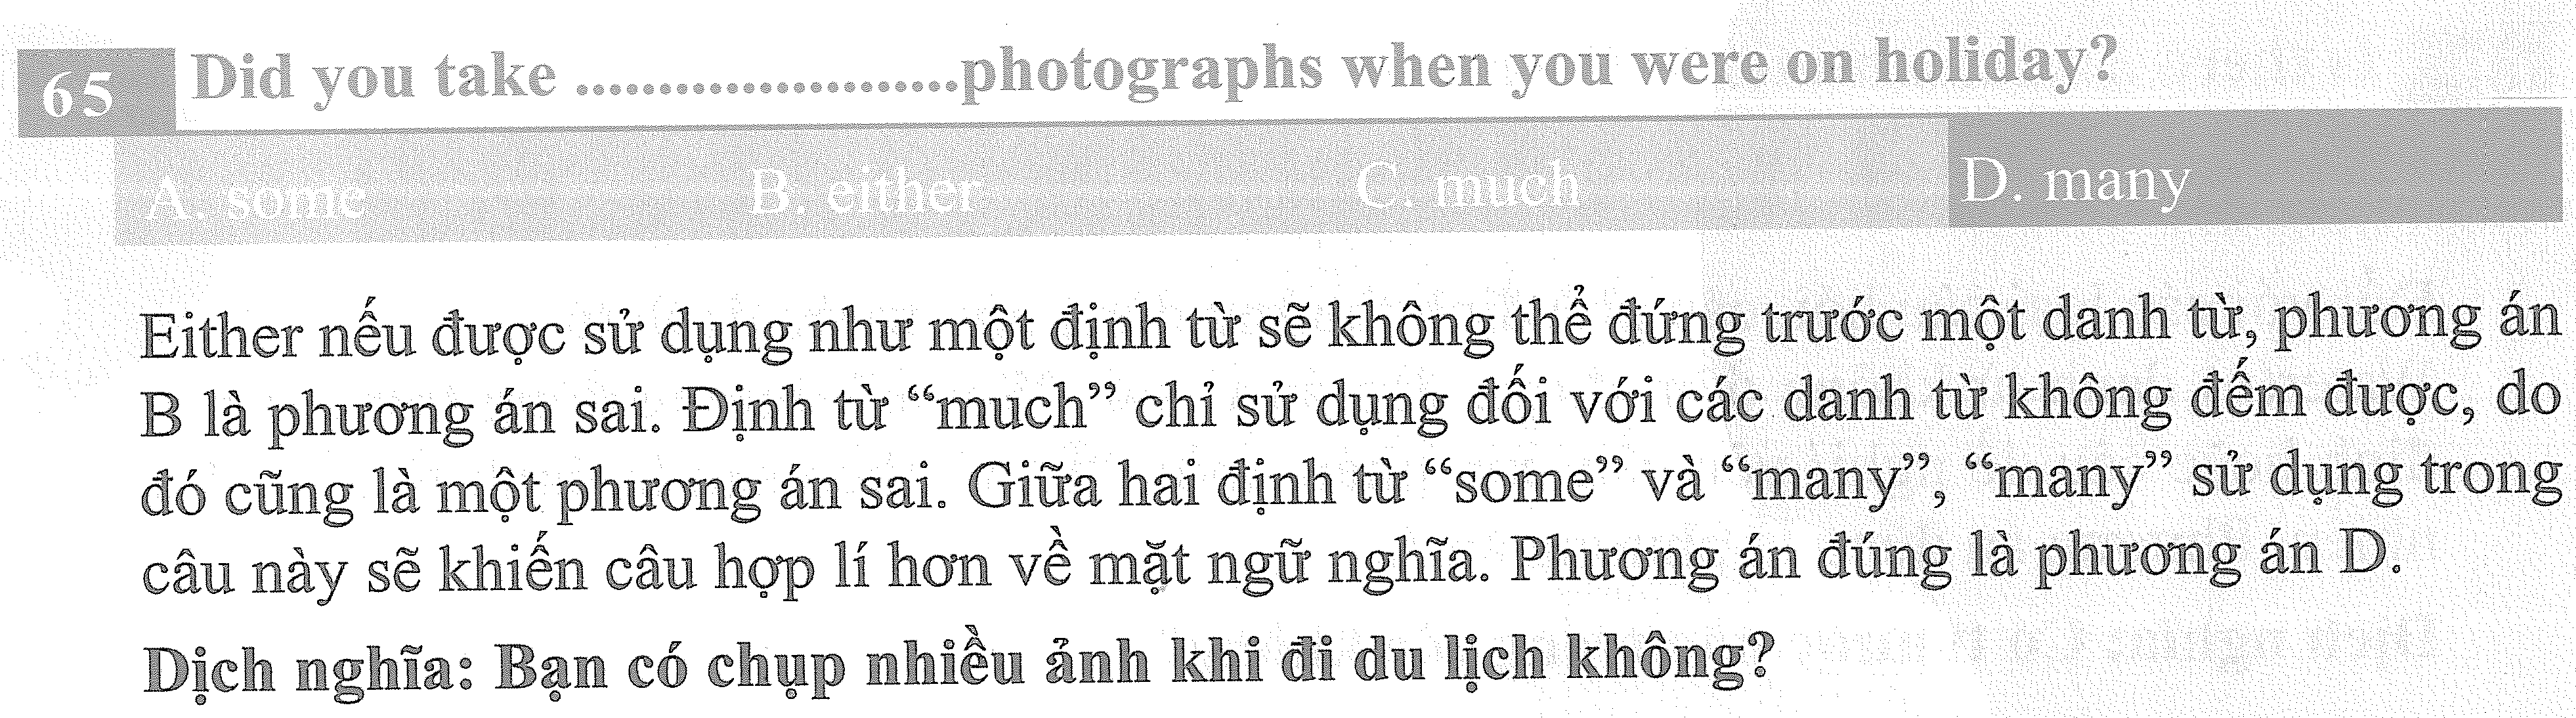 65 Did you take .......................photographs when you were on holiday?
A. some B. either C. much D. many
Either nếu được sử dụng như một định từ sẽ không thể đứng trước một danh từ, phương án
B là phương án sai. Định từ “much” chỉ sử dụng đối với các danh từ không đếm được, do
đó cũng là một phương án sai. Giữa hai định từ “some” và “many”, “many” sử dụng trong
câu này sẽ khiến câu hợp lí hơn về mặt ngữ nghĩa. Phương án đúng là phương án D.
Dịch nghĩa: Bạn có chụp nhiều ảnh khi đi du lịch không?